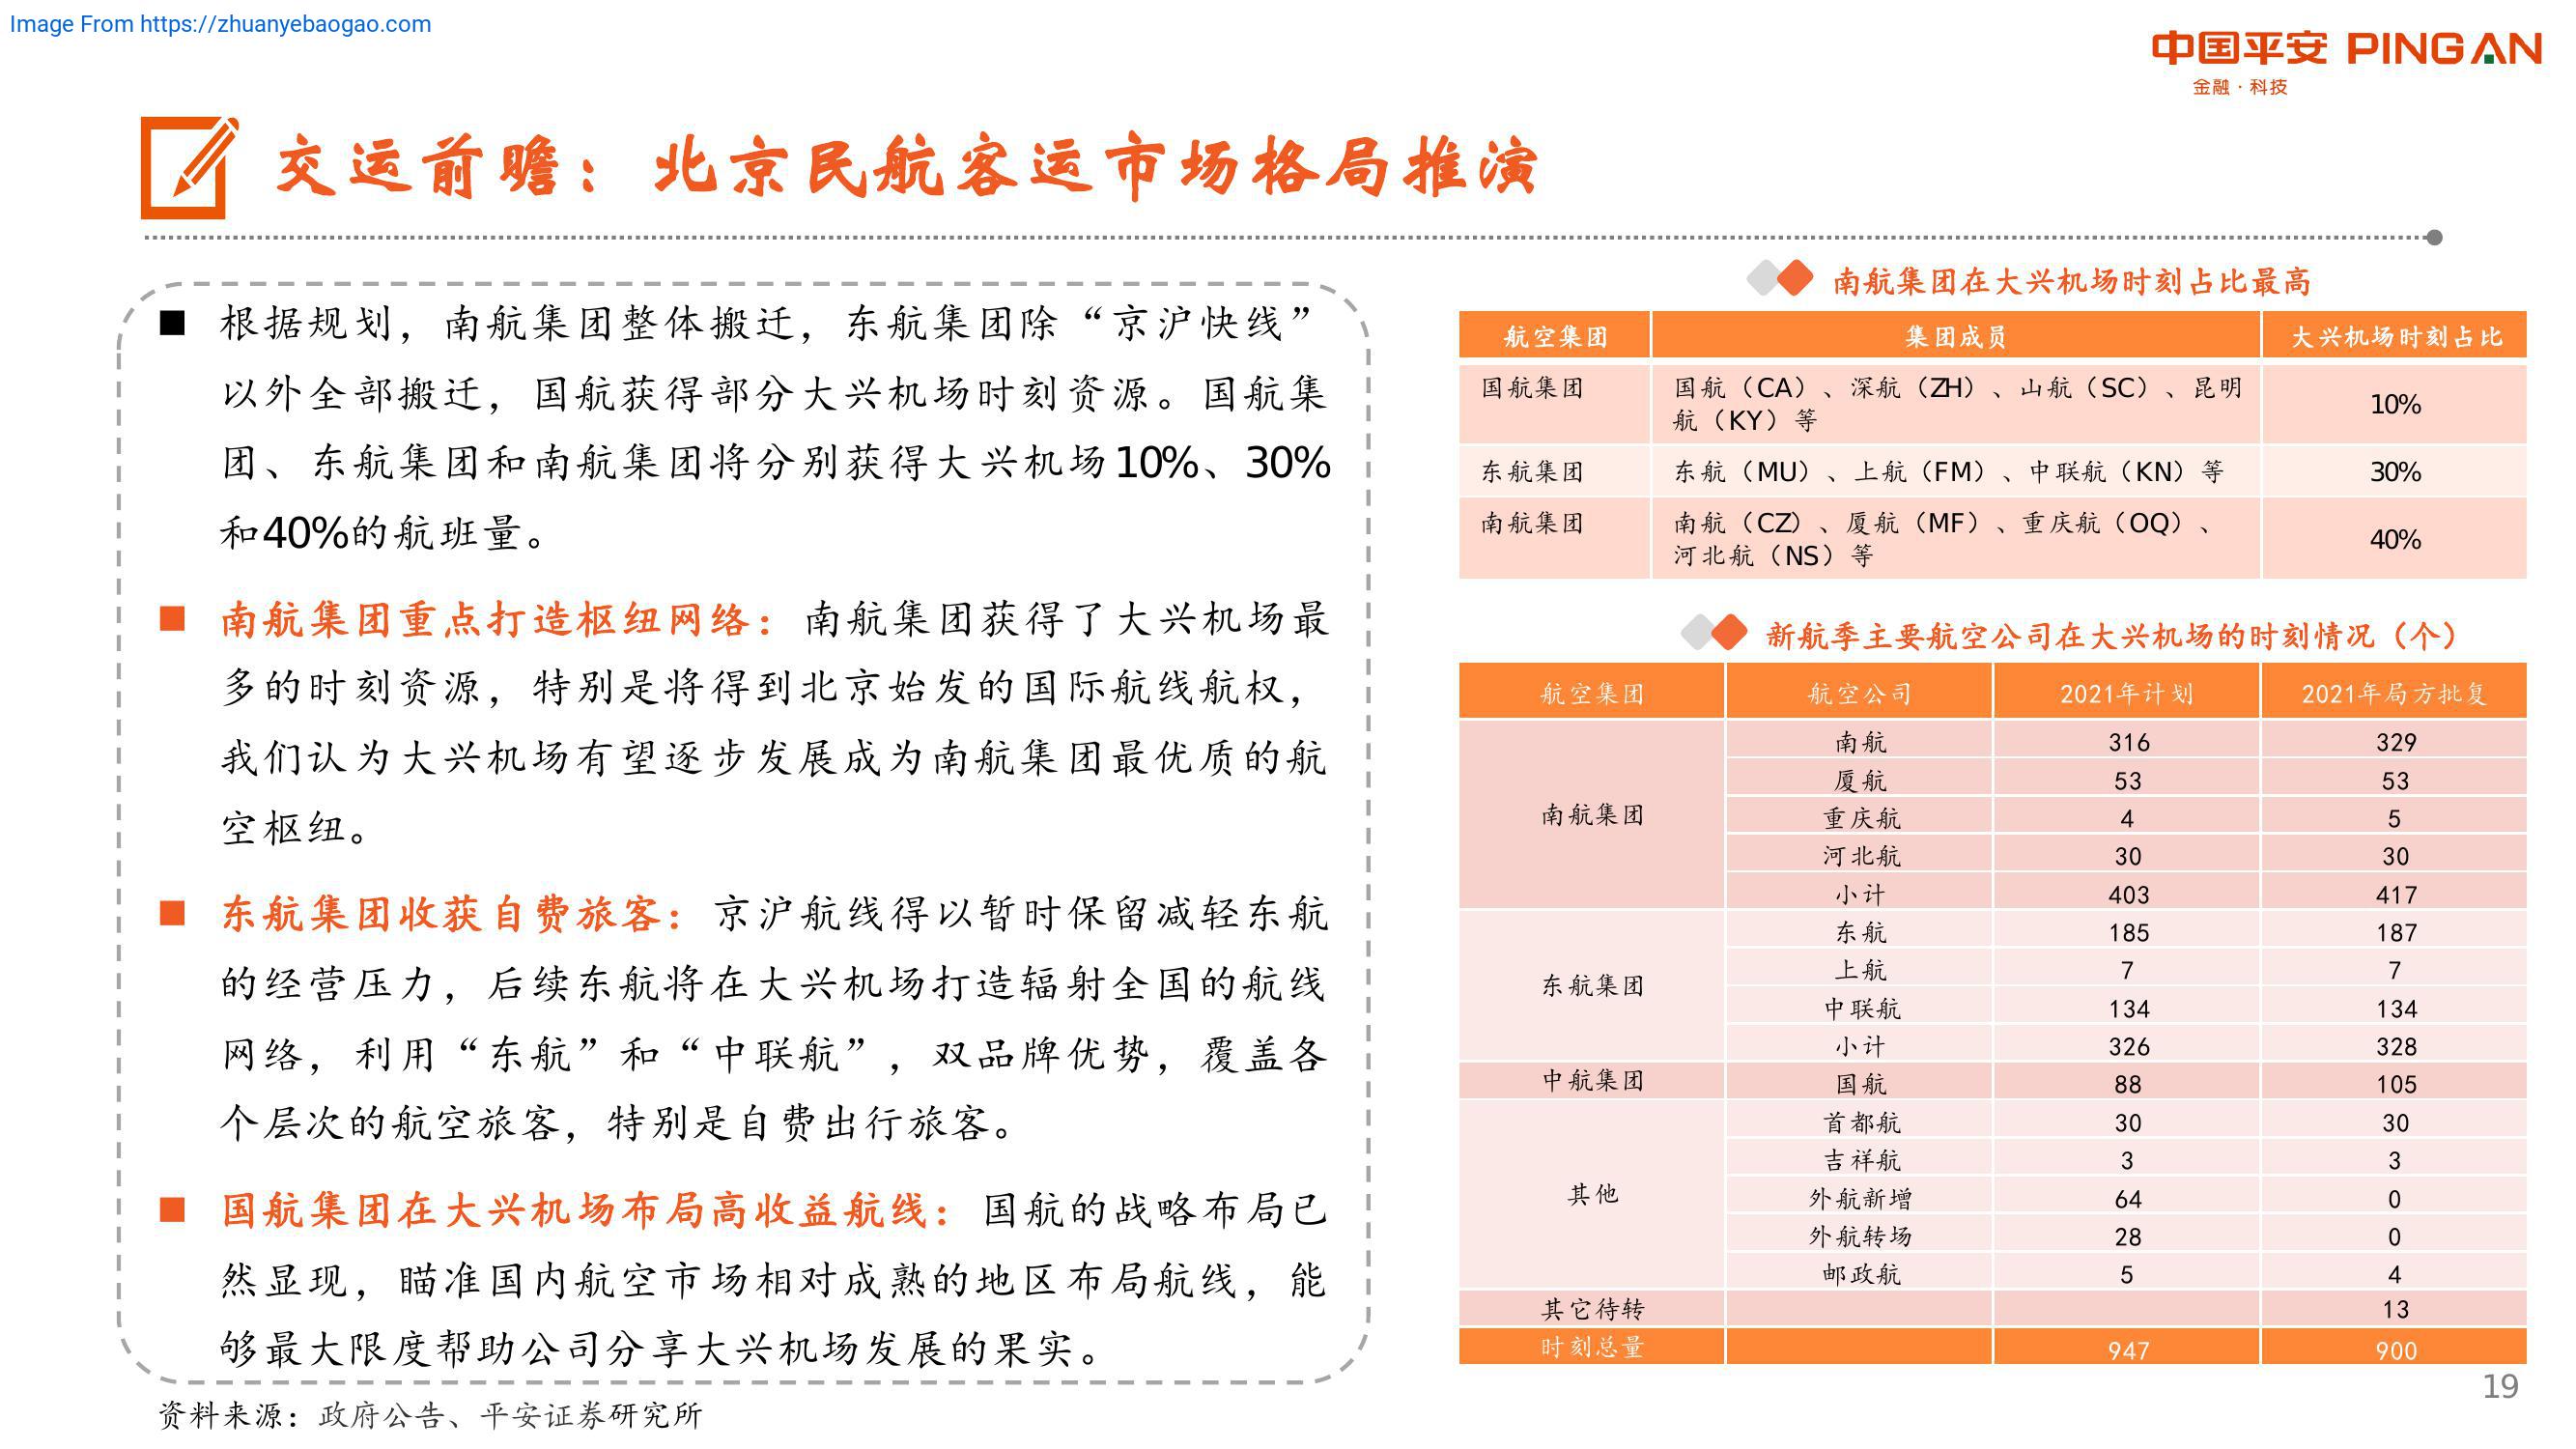 Image From https://zhuanyebaogao.com
中国平安 PINGAN
金融·科技
交运前瞻：北京民航客运市场格局推演
■ 根据规划，南航集团整体搬迁，东航集团除“京沪快线”
以外全部搬迁，国航获得部分大兴机场时刻资源。国航集
团、东航集团和南航集团将分别获得大兴机场10%、30%
和40%的航班量。
■ 南航集团重点打造枢纽网络：南航集团获得了大兴机场最
多的时刻资源，特别是将得到北京始发的国际航线航权，
我们认为大兴机场有望逐步发展成为南航集团最优质的航
空枢纽。
■ 东航集团收获自费旅客：京沪航线得以暂时保留减轻东航
的经营压力，后续东航将在大兴机场打造辐射全国的航线
网络，利用“东航”和“中联航”，双品牌优势，覆盖各
个层次的航空旅客，特别是自费出行旅客。
■ 国航集团在大兴机场布局高收益航线：国航的战略布局已
然显现，瞄准国内航空市场相对成熟的地区布局航线，能
够最大限度帮助公司分享大兴机场发展的果实。
资料来源：政府公告、平安证券研究所
南航集团在大兴机场时刻占比最高
航空集团 集团成员 大兴机场时刻占比
国航集团 国航（CA）、深航（ZH）、山航（SC）、昆明
航（KY）等 10%
东航集团 东航（MU）、上航（FM）、中联航（KN）等 30%
南航集团 南航（CZ）、厦航（MF）、重庆航（OQ）、
河北航（NS）等 40%
新航季主要航空公司在大兴机场的时刻情况（个）
航空集团 航空公司 2021年计划 2021年局方批复
南航集团 南航 316 329
厦航 53 53
重庆航 4 5
河北航 30 30
小计 403 417
东航集团 东航 185 187
上航 7 7
中联航 134 134
小计 326 328
中航集团 国航 88 105
其他 首都航 30 30
吉祥航 3 3
外航新增 64 0
外航转场 28 0
邮政航 5 4
其它待转 13
时刻总量 947 900
19